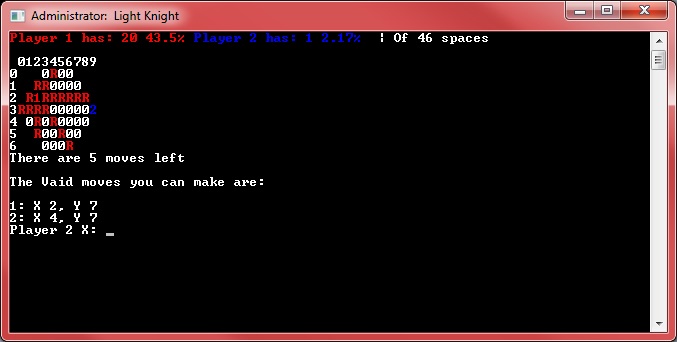 Administrator: Light Knight
Player 1 has: 20 43.5% Player 2 has: 1 2.17%  | Of 46 spaces
 0123456789
0   0R00
1  RR0000
2 R1RRRRRR
3RRRR000002
4 0R0R0000
5  R00R00
6   000R
There are 5 moves left
The Vaid moves you can make are:
1: X 2, Y 7
2: X 4, Y 7
Player 2 X: _